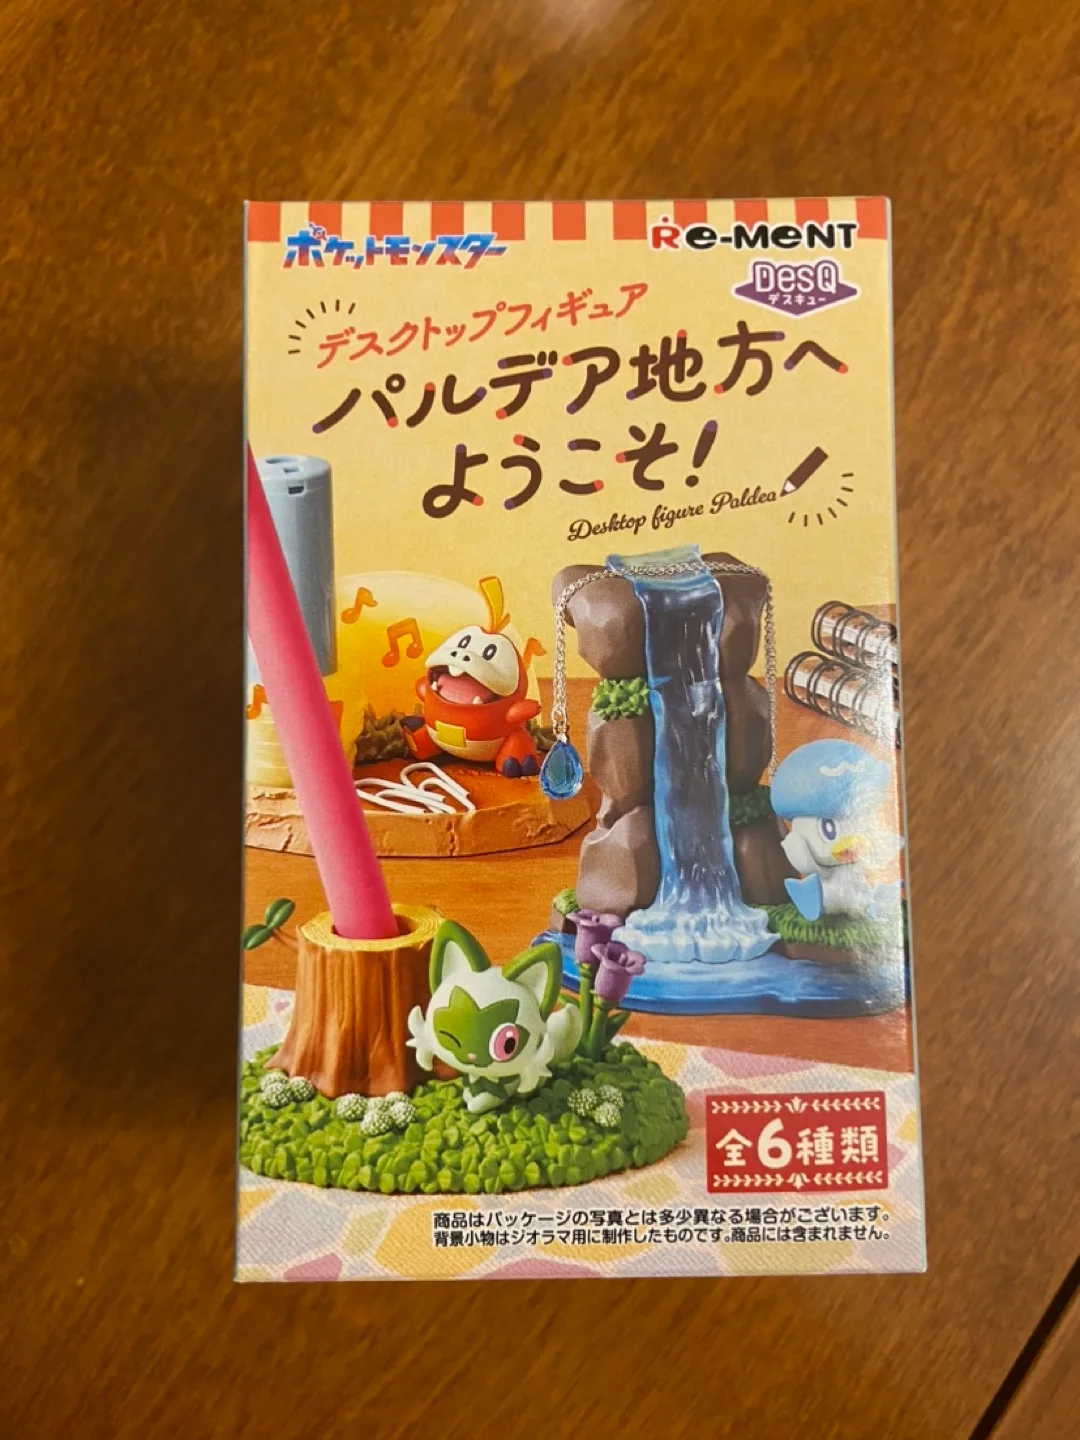 ポケットモンスター
Re-MeNT
DesQ
デスキュー
デスクトップフィギュア
パルデア地方へ
ようこそ!
Desktop figure Paldea
全6種類
商品はパッケージの写真とは多少異なる場合がございます。
背景小物はジオラマ用に制作したものです。商品には含まれません。